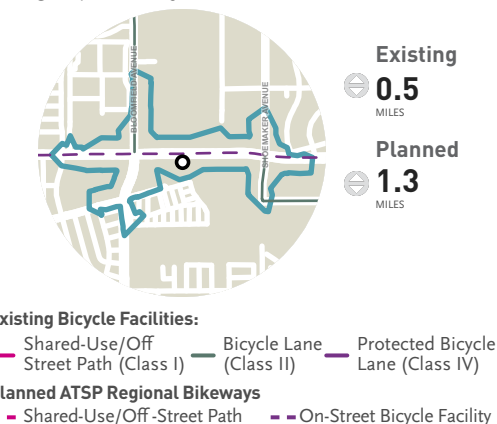 BLOOMFIELD AVENUE
SHOEMAKER AVENUE
Existing
0.5
MILES
Planned
1.3
MILES
xisting Bicycle Facilities:
Shared-Use/Off
Street Path (Class I)
Bicycle Lane
(Class II)
Protected Bicycle
Lane (Class IV)
lanned ATSP Regional Bikeways
Shared-Use/Off-Street Path
On-Street Bicycle Facility